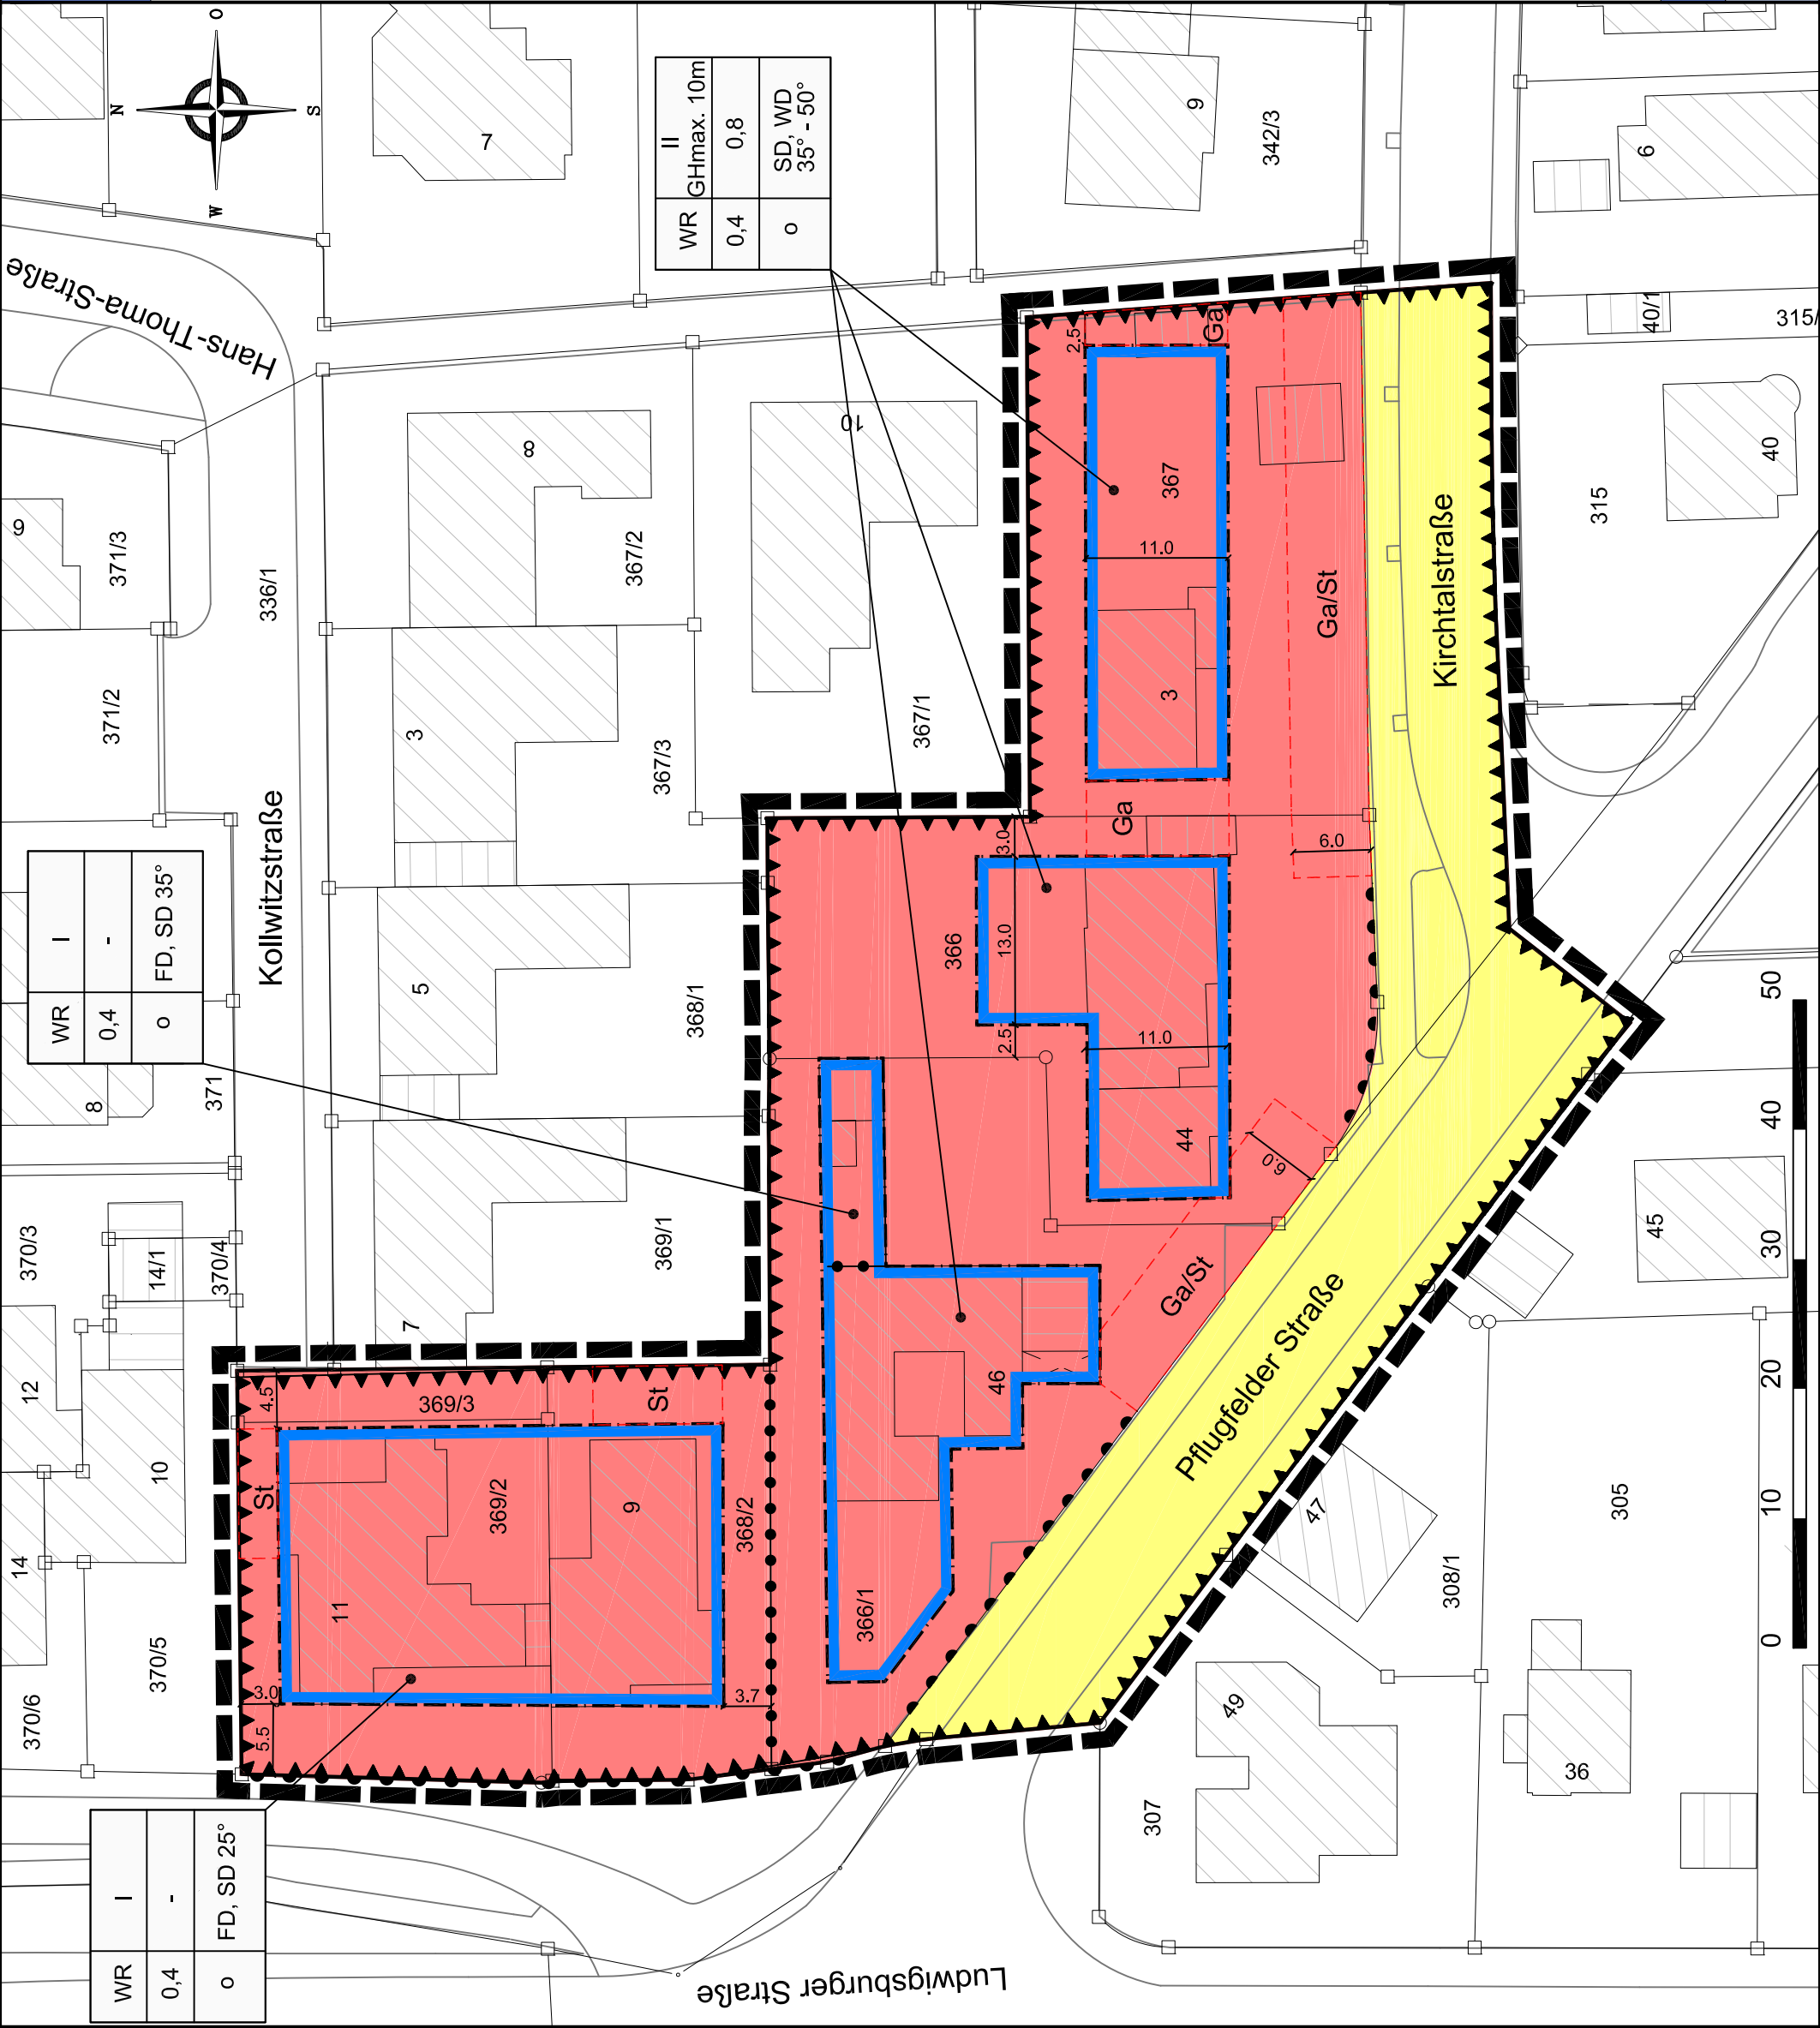 O
N
S
W
Hans-Thoma-Straße
7
II
WR
GHmax. 10m
0,4
0,8
o
SD, WD
35° - 50°
9
342/3
6
40/1
315/
40
315
9
371/3
336/1
8
367/2
10
371/2
3
367/3
367/1
2.5
Ga
367
11.0
3
Ga/St
Kirchtalstraße
Kollwitzstraße
WR
I
0,4
-
o
FD, SD 35°
8
371
5
368/1
366
3.0
13.0
2.5
Ga
6.0
11.0
44
6.0
370/3
14/1
370/4
369/1
7
12
10
14
370/5
370/6
4.5
369/3
St
St
369/2
9
11
368/2
3.0
5.5
3.7
46
366/1
Ga/St
Pflugfelder Straße
45
47
305
308/1
49
307
36
0
10
20
30
40
50
WR
I
0,4
-
o
FD, SD 25°
Ludwigsburger Straße